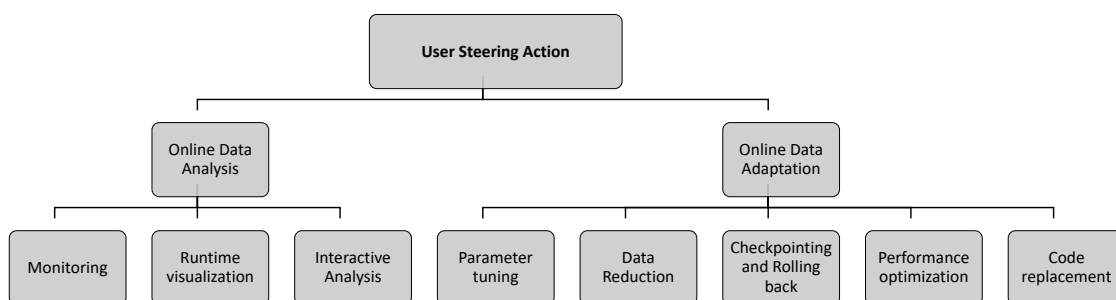 User Steering Action
Online Data
Analysis
Online Data
Adaptation
Monitoring
Runtime
visualization
Interactive
Analysis
Parameter
tuning
Data
Reduction
Checkpointing
and Rolling
back
Performance
optimization
Code
replacement